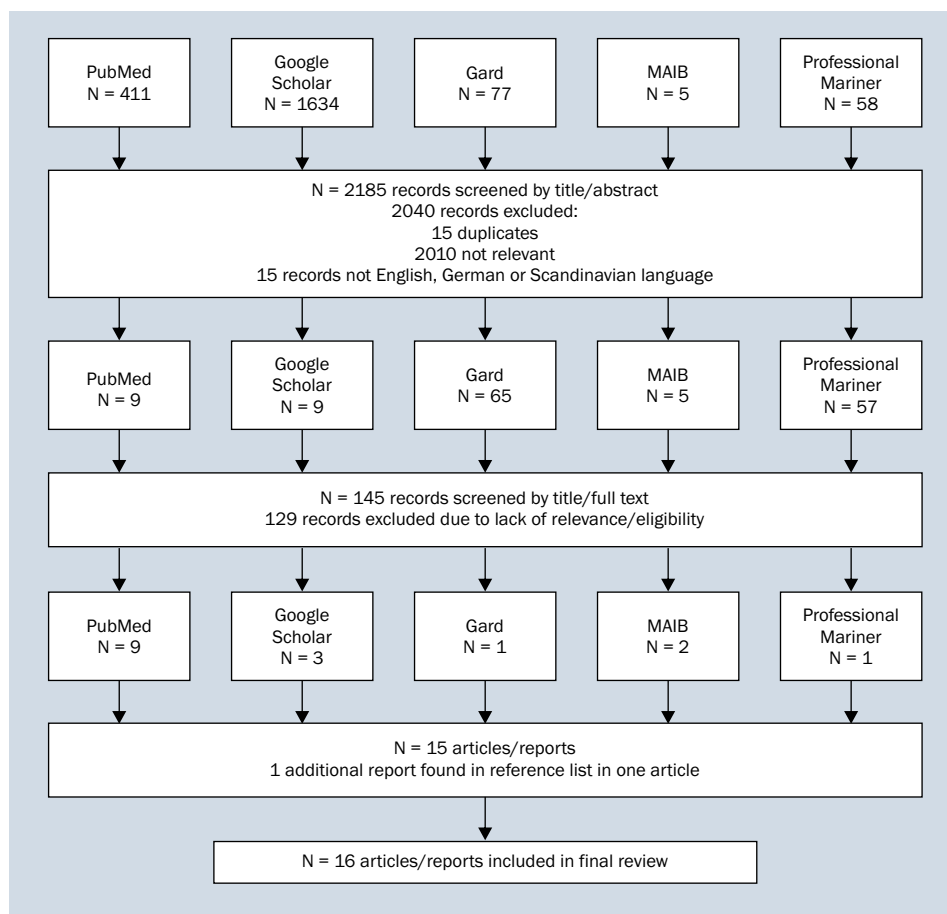 PubMed
N = 411
Google
Scholar
N = 1634
Gard
N = 77
MAIB
N = 5
Professional
Mariner
N = 58
N = 2185 records screened by title/abstract
2040 records excluded:
15 duplicates
2010 not relevant
15 records not English, German or Scandinavian language
PubMed
N = 9
Google
Scholar
N = 9
Gard
N = 65
MAIB
N = 5
Professional
Mariner
N = 57
N = 145 records screened by title/full text
129 records excluded due to lack of relevance/eligibility
PubMed
N = 9
Google
Scholar
N = 3
Gard
N = 1
MAIB
N = 2
Professional
Mariner
N = 1
N = 15 articles/reports
1 additional report found in reference list in one article
N = 16 articles/reports included in final review